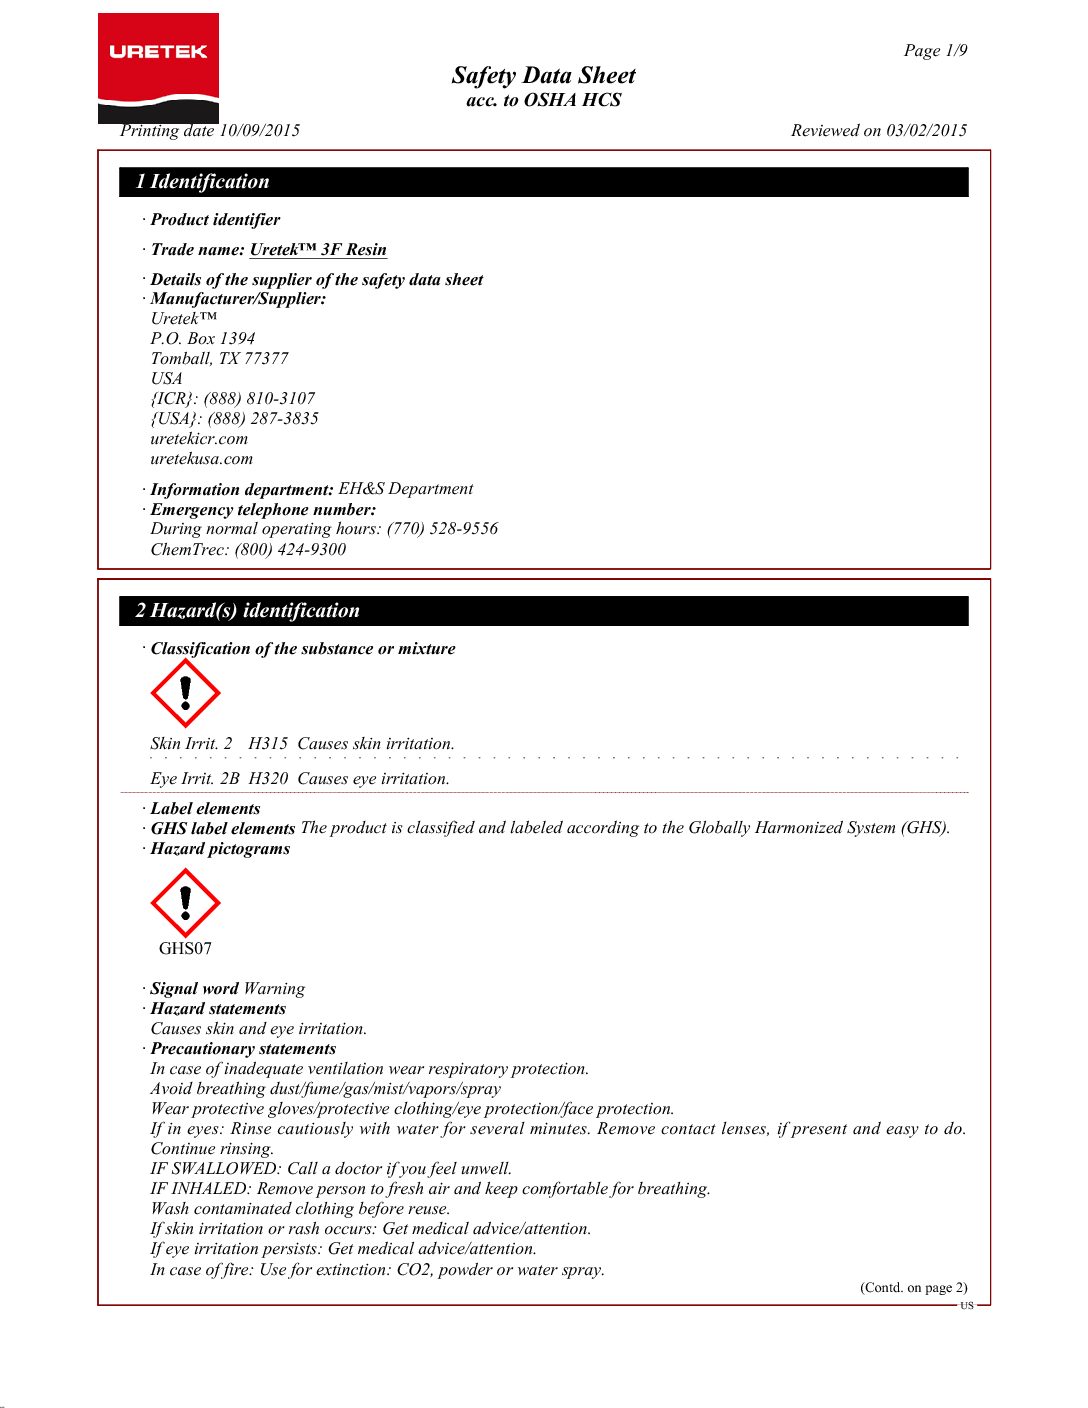 URETEK
Page 1/9
Safety Data Sheet
acc. to OSHA HCS
Printing date 10/09/2015 Reviewed on 03/02/2015
1 Identification
· Product identifier
· Trade name: Uretek™ 3F Resin
· Details of the supplier of the safety data sheet
· Manufacturer/Supplier:
Uretek™
P.O. Box 1394
Tomball, TX 77377
USA
{ICR}: (888) 810-3107
{USA}: (888) 287-3835
uretekicr.com
uretekusa.com
· Information department: EH&S Department
· Emergency telephone number:
During normal operating hours: (770) 528-9556
ChemTrec: (800) 424-9300
2 Hazard(s) identification
· Classification of the substance or mixture
Skin Irrit. 2 H315 Causes skin irritation.
Eye Irrit. 2B H320 Causes eye irritation.
· Label elements
· GHS label elements The product is classified and labeled according to the Globally Harmonized System (GHS).
· Hazard pictograms
GHS07
· Signal word Warning
· Hazard statements
Causes skin and eye irritation.
· Precautionary statements
In case of inadequate ventilation wear respiratory protection.
Avoid breathing dust/fume/gas/mist/vapors/spray
Wear protective gloves/protective clothing/eye protection/face protection.
If in eyes: Rinse cautiously with water for several minutes. Remove contact lenses, if present and easy to do.
Continue rinsing.
IF SWALLOWED: Call a doctor if you feel unwell.
IF INHALED: Remove person to fresh air and keep comfortable for breathing.
Wash contaminated clothing before reuse.
If skin irritation or rash occurs: Get medical advice/attention.
If eye irritation persists: Get medical advice/attention.
In case of fire: Use for extinction: CO2, powder or water spray.
(Contd. on page 2)
US